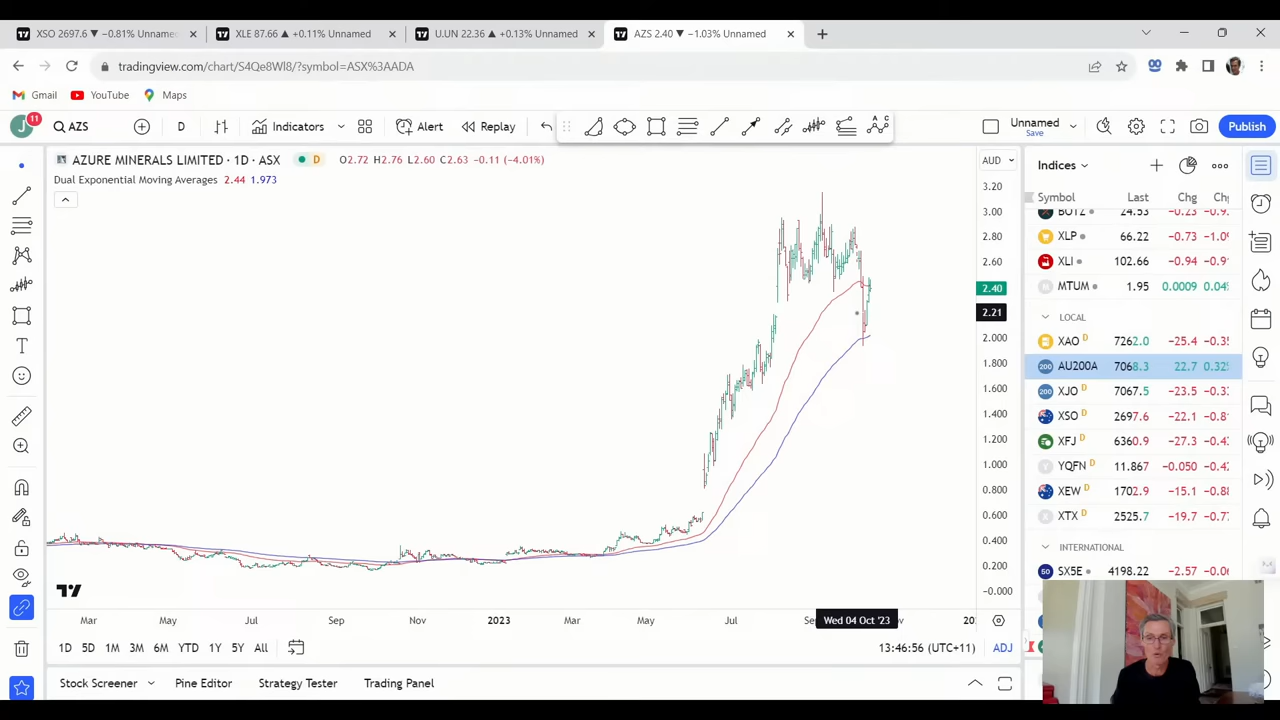 XSO 2697.6 ▼ −0.81% Unname
XLE 87.66 ▲ +0.11% Unnamed
U.UN 22.36 ▲ +0.13% Unnamed
AZS 2.40 ▼ −1.03% Unnamed
tradingview.com/chart/S4Qe8Wl8/?symbol=ASX%3AADA
Gmail YouTube Maps
J 11 AZS D Indicators Alert Replay Unnamed Save Publish
AZURE MINERALS LIMITED · 1D · ASX D O2.72 H2.76 L2.60 C2.63 −0.11 (−4.01%)
Dual Exponential Moving Averages 2.44 1.973
AUD
3.20
3.00
2.80
2.60
2.40
2.21
2.000
1.800
1.600
1.400
1.200
1.000
0.800
0.600
0.400
0.200
−0.000
Mar May Jul Sep Nov 2023 Mar May Jul Wed 04 Oct '23
1D 5D 1M 3M 6M YTD 1Y 5Y All 13:46:56 (UTC+11) ADJ
Stock Screener Pine Editor Strategy Tester Trading Panel
Indices
Symbol Last Chg
BOTZ 24.53 −0.23
XLP 66.22 −0.73
XLI 102.66 −0.94
MTUM 1.95 0.0009
LOCAL
XAO D 7262.0 −25.4
AU200A 7068.3 22.7
XJO D 7067.5 −23.5
XSO D 2697.6 −22.1
XFJ D 6360.9 −27.3
YQFN D 11.867 −0.050
XEW D 1702.9 −15.1
XTX D 2525.7 −19.7
INTERNATIONAL
SX5E 4198.22 −2.57